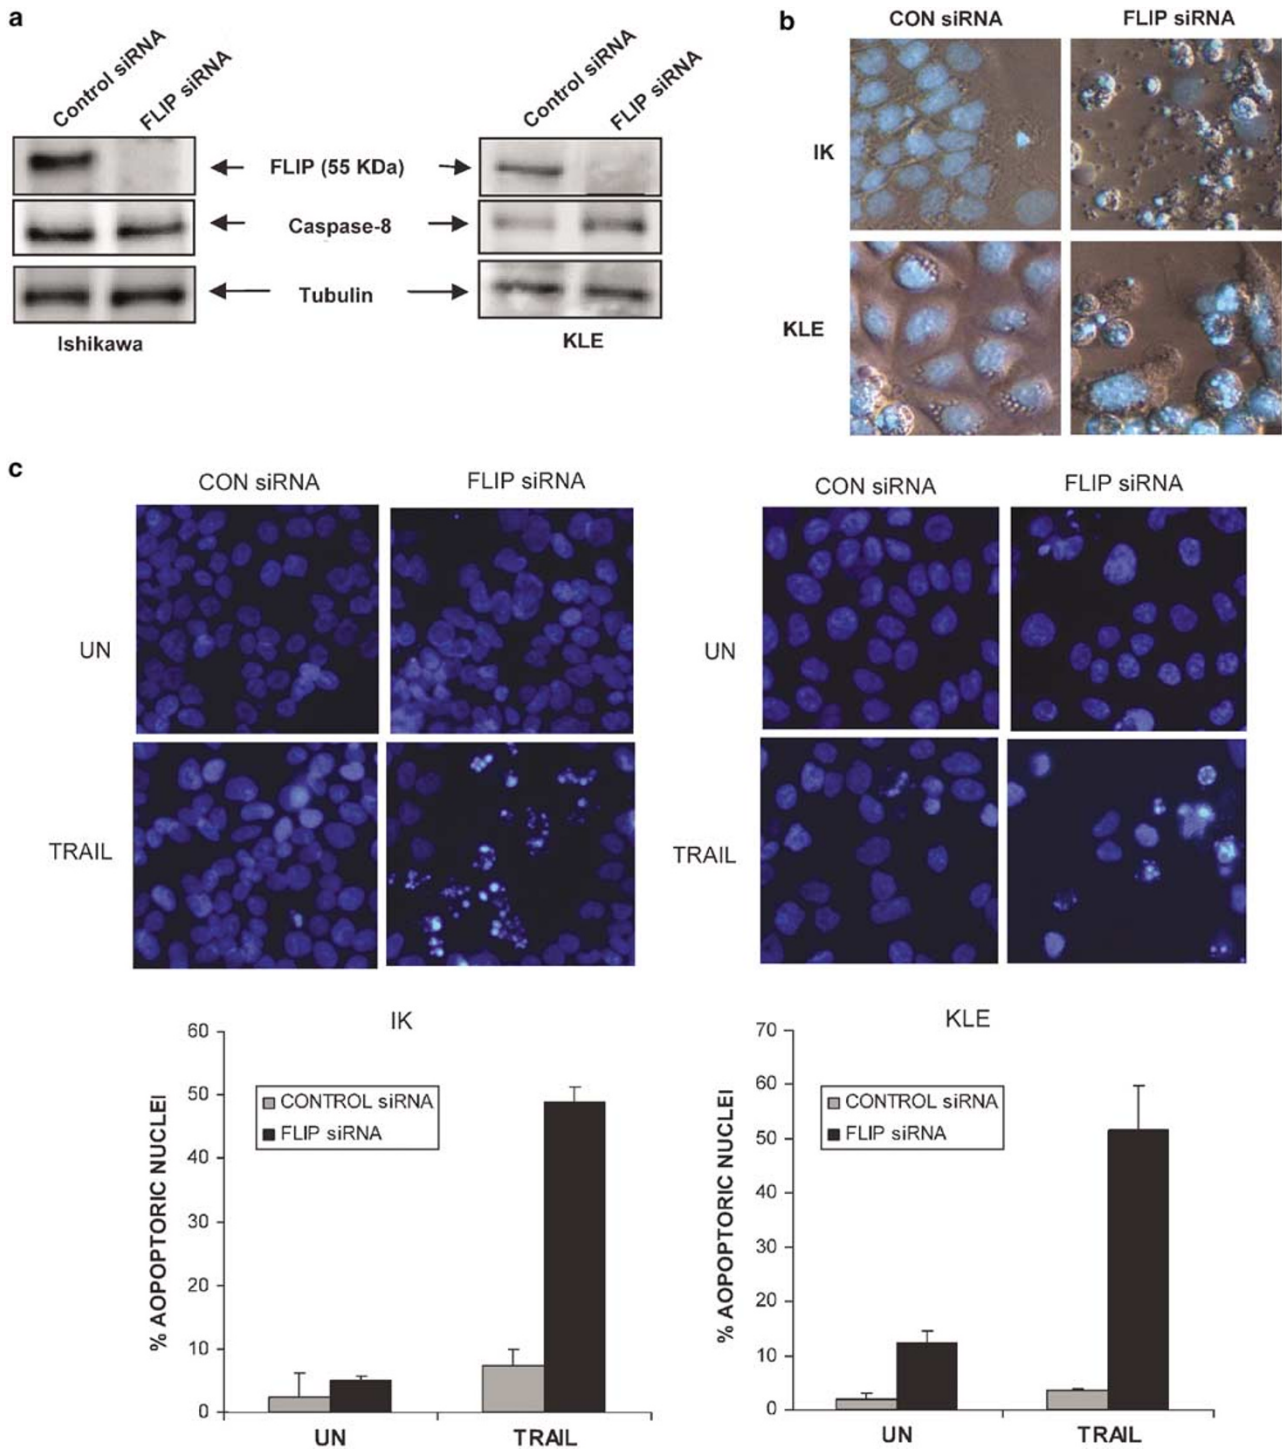 a
Control siRNA
FLIP siRNA
Control siRNA
FLIP siRNA
FLIP (55 KDa)
Caspase-8
Tubulin
Ishikawa
KLE
b
CON siRNA
FLIP siRNA
IK
KLE
c
CON siRNA
FLIP siRNA
UN
TRAIL
CON siRNA
FLIP siRNA
UN
TRAIL
IK
% AOPOPTORIC NUCLEI
60
50
40
30
20
10
0
CONTROL siRNA
FLIP siRNA
UN
TRAIL
KLE
% AOPOPTORIC NUCLEI
70
60
50
40
30
20
10
0
CONTROL siRNA
FLIP siRNA
UN
TRAIL